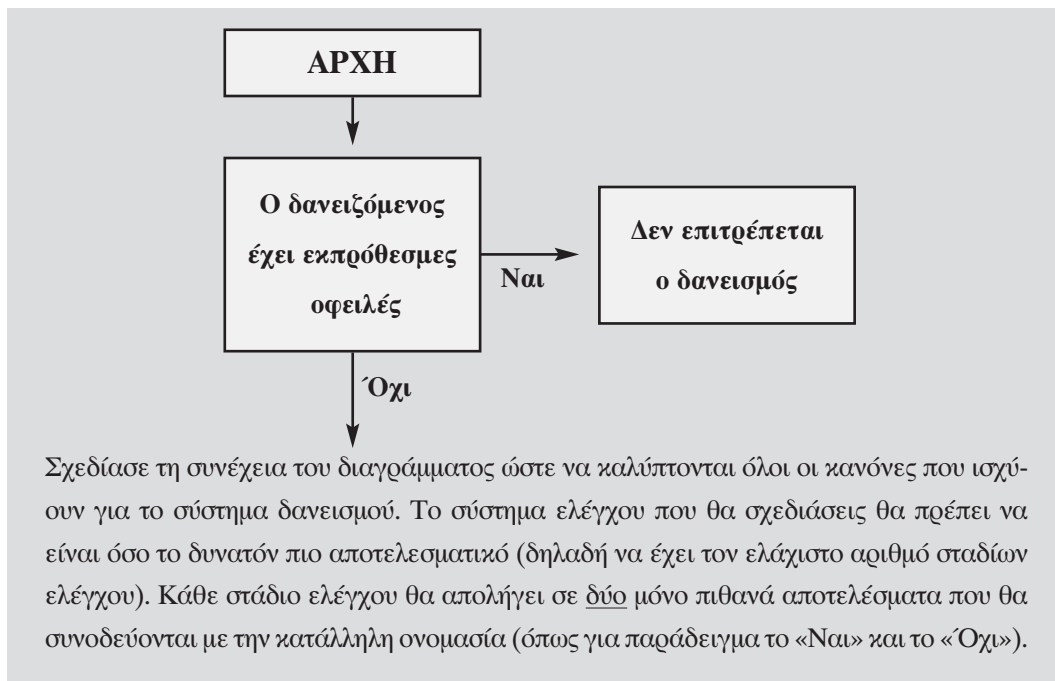 ΑΡΧΗ
Ο δανειζόμενος
έχει εκπρόθεσμες
οφειλές
Ναι
Δεν επιτρέπεται
ο δανεισμός
Όχι
Σχεδίασε τη συνέχεια του διαγράμματος ώστε να καλύπτονται όλοι οι κανόνες που ισχύ-
ουν για το σύστημα δανεισμού. Το σύστημα ελέγχου που θα σχεδιάσεις θα πρέπει να
είναι όσο το δυνατόν πιο αποτελεσματικό (δηλαδή να έχει τον ελάχιστο αριθμό σταδίων
ελέγχου). Κάθε στάδιο ελέγχου θα απολήγει σε δύο μόνο πιθανά αποτελέσματα που θα
συνοδεύονται με την κατάλληλη ονομασία (όπως για παράδειγμα το «Ναι» και το «Όχι»).